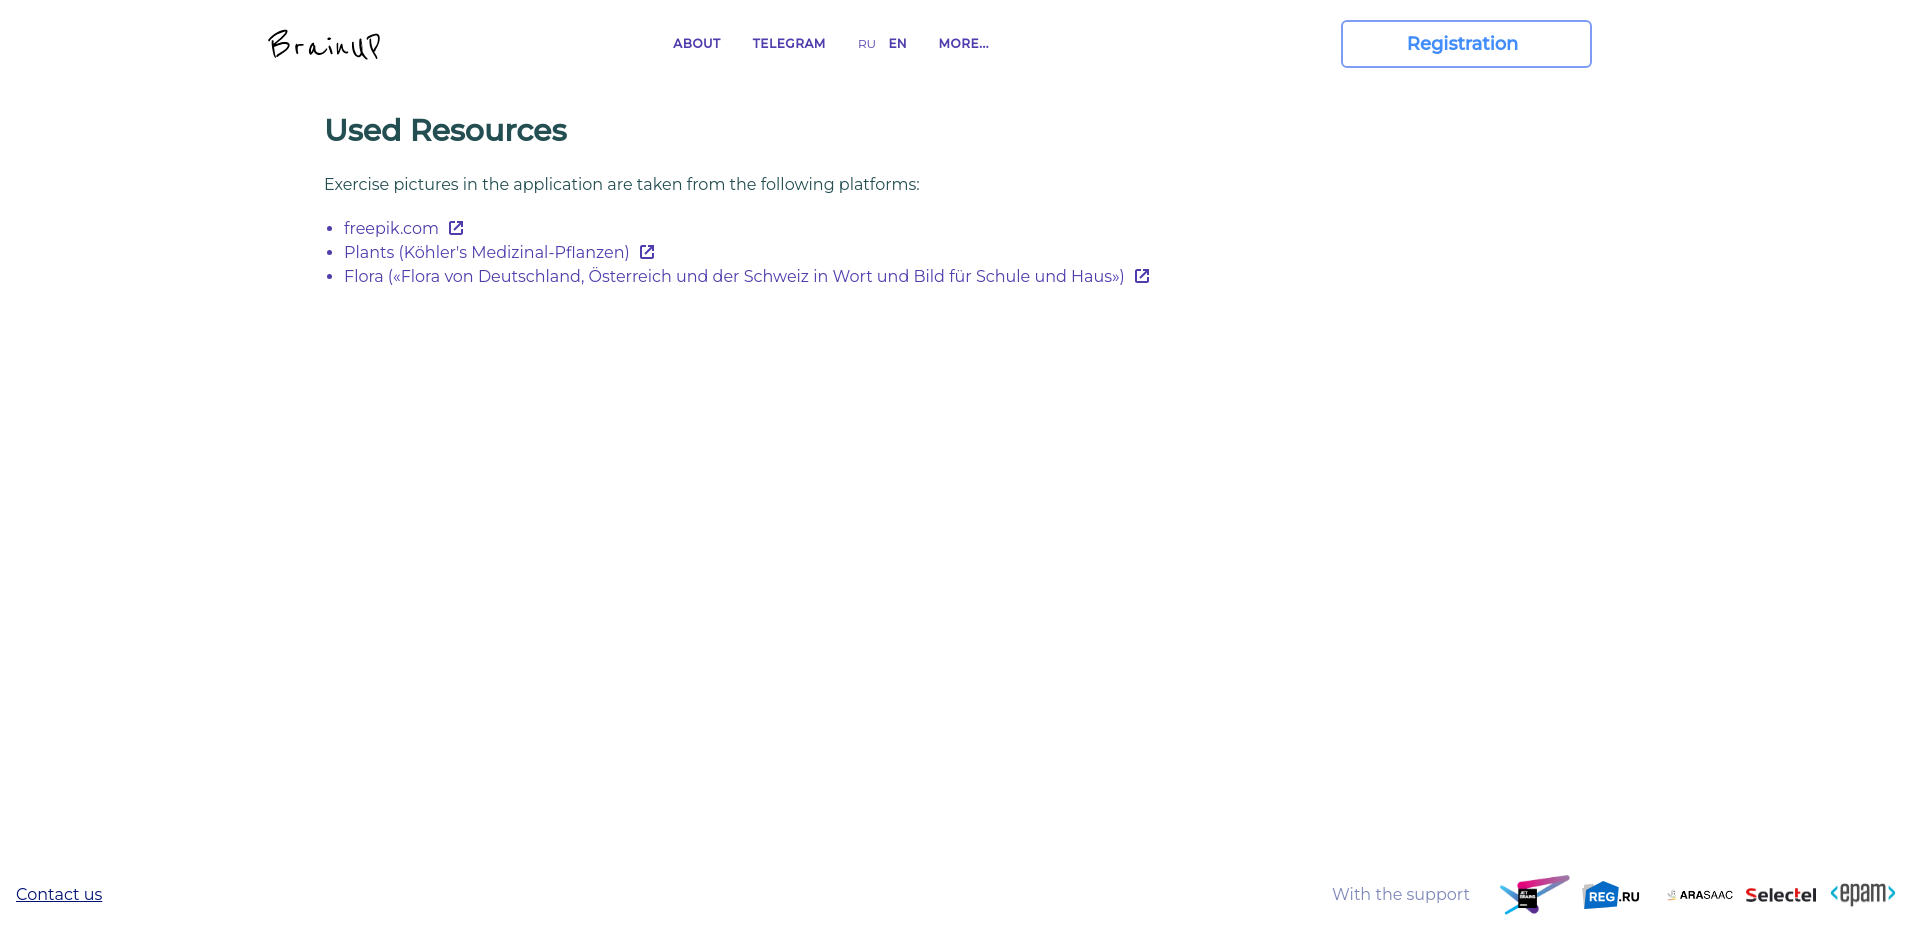 BrainUP
ABOUT TELEGRAM RU EN MORE...
Registration
Used Resources
Exercise pictures in the application are taken from the following platforms:
freepik.com
Plants (Köhler's Medizinal-Pflanzen)
Flora («Flora von Deutschland, Österreich und der Schweiz in Wort und Bild für Schule und Haus»)
Contact us
With the support
JET BRAINS
REG.RU
ARASAAC
Selectel
<epam>